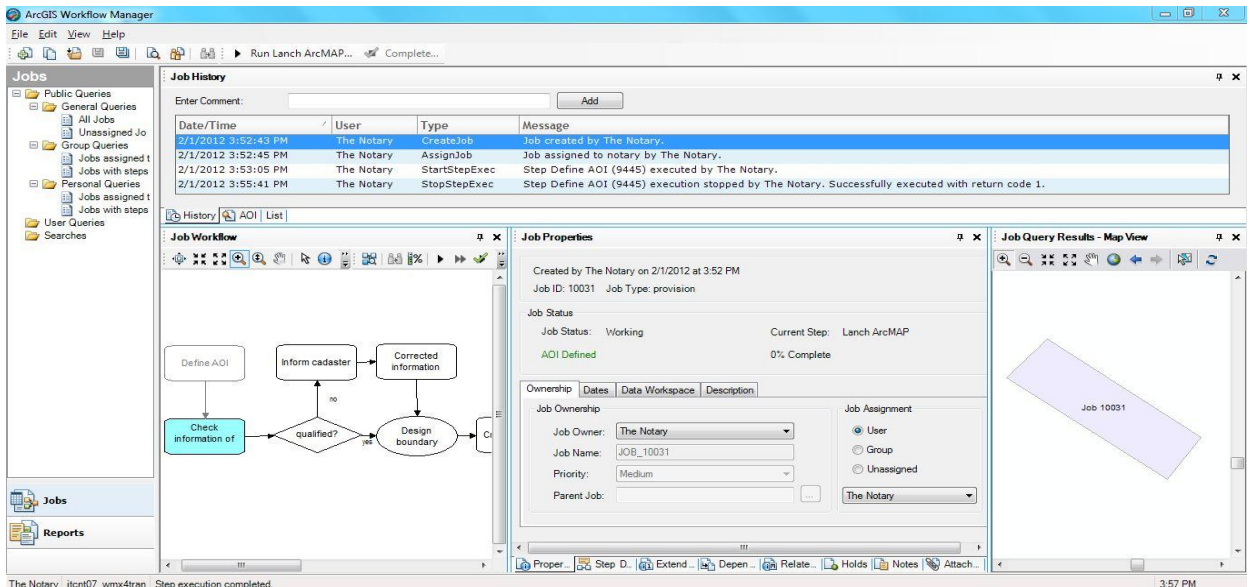 ArcGIS Workflow Manager
File Edit View Help
Run Lanch ArcMAP... Complete...
Jobs
Public Queries
General Queries
All Jobs
Unassigned Jo
Group Queries
Jobs assigned t
Jobs with steps
Personal Queries
Jobs assigned t
Jobs with steps
User Queries
Searches
Jobs
Reports
Job History
Enter Comment: Add
Date/Time User Type Message
2/1/2012 3:52:43 PM The Notary CreateJob Job created by The Notary.
2/1/2012 3:52:45 PM The Notary AssignJob Job assigned to notary by The Notary.
2/1/2012 3:53:05 PM The Notary StartStepExec Step Define AOI (9445) executed by The Notary.
2/1/2012 3:55:41 PM The Notary StopStepExec Step Define AOI (9445) execution stopped by The Notary. Successfully executed with return code 1.
History AOI List
Job Workflow
Define AOI
Inform cadaster
Corrected
information
no
Check
information of
qualified?
yes
Design
boundary
Job Properties
Created by The Notary on 2/1/2012 at 3:52 PM
Job ID: 10031 Job Type: provision
Job Status
Job Status: Working Current Step: Lanch ArcMAP
AOI Defined 0% Complete
Ownership Dates Data Workspace Description
Job Ownership
Job Owner: The Notary
Job Name: JOB_10031
Priority: Medium
Parent Job: ...
Job Assignment
User
Group
Unassigned
The Notary
Proper... Step D... Extend... Depen... Relate... Holds Notes Attach...
Job Query Results - Map View
Job 10031
The Notary itcnt07_wmx4tran Step execution completed. 3:57 PM